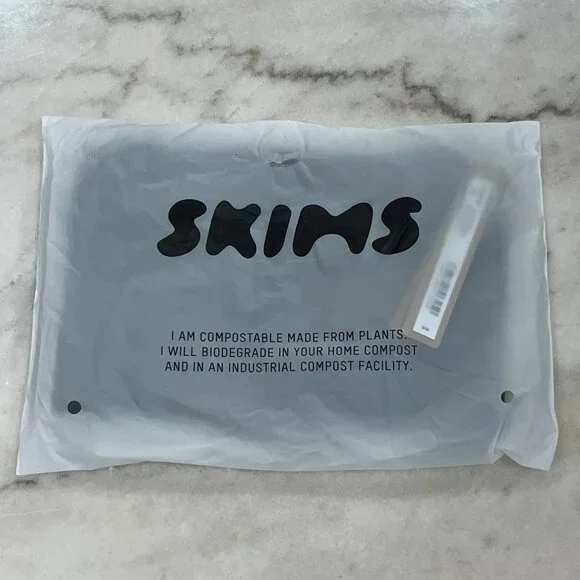 SKIMS
I AM COMPOSTABLE MADE FROM PLANTS.
I WILL BIODEGRADE IN YOUR HOME COMPOST
AND IN AN INDUSTRIAL COMPOST FACILITY.